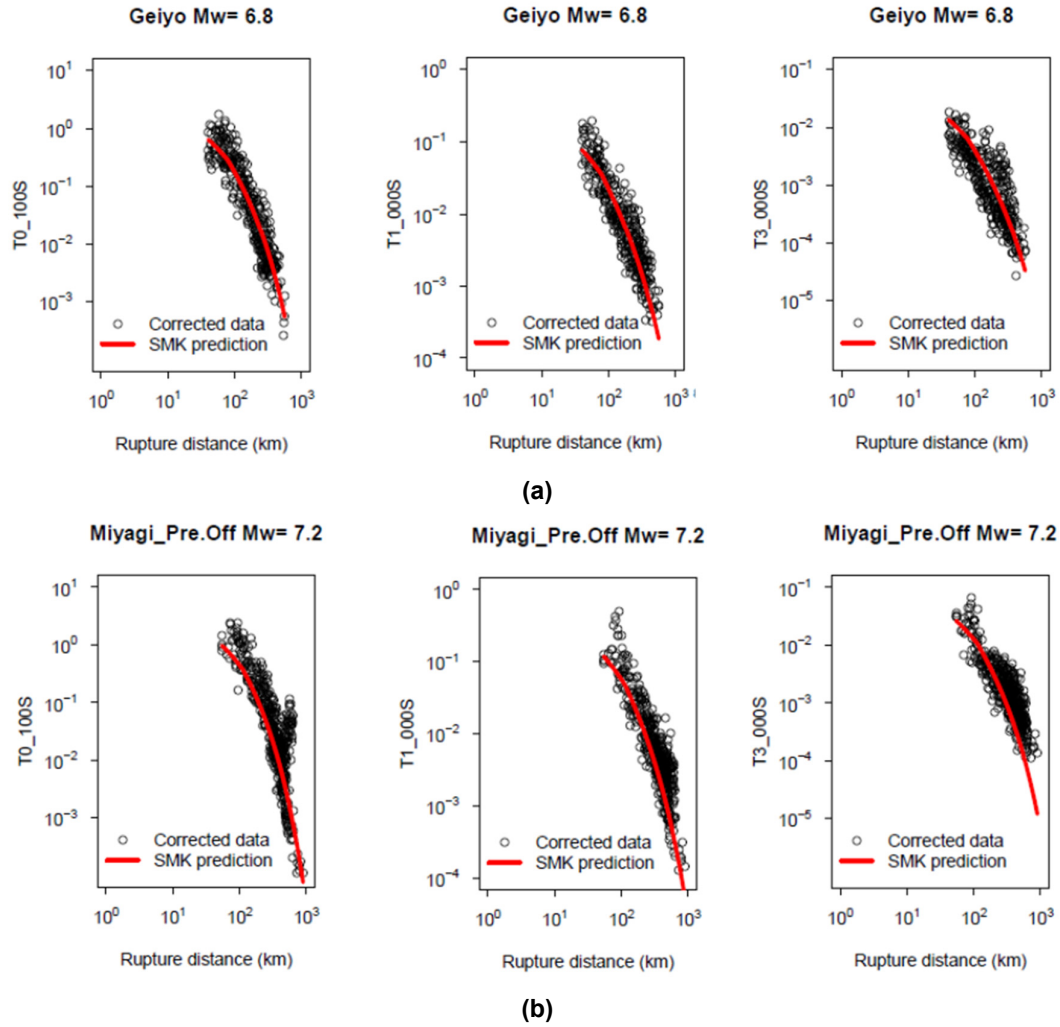 Geiyo Mw= 6.8
Geiyo Mw= 6.8
Geiyo Mw= 6.8
T0_100S
10^1
10^0
10^-1
10^-2
10^-3
Corrected data
SMK prediction
10^0 10^1 10^2 10^3
Rupture distance (km)
T1_000S
10^0
10^-1
10^-2
10^-3
10^-4
Corrected data
SMK prediction
10^0 10^1 10^2 10^3
Rupture distance (km)
T3_000S
10^-1
10^-2
10^-3
10^-4
10^-5
Corrected data
SMK prediction
10^0 10^1 10^2 10^3
Rupture distance (km)
(a)
Miyagi_Pre.Off Mw= 7.2
Miyagi_Pre.Off Mw= 7.2
Miyagi_Pre.Off Mw= 7.2
T0_100S
10^1
10^0
10^-1
10^-2
10^-3
Corrected data
SMK prediction
10^0 10^1 10^2 10^3
Rupture distance (km)
T1_000S
10^0
10^-1
10^-2
10^-3
10^-4
Corrected data
SMK prediction
10^0 10^1 10^2 10^3
Rupture distance (km)
T3_000S
10^-1
10^-2
10^-3
10^-4
10^-5
Corrected data
SMK prediction
10^0 10^1 10^2 10^3
Rupture distance (km)
(b)